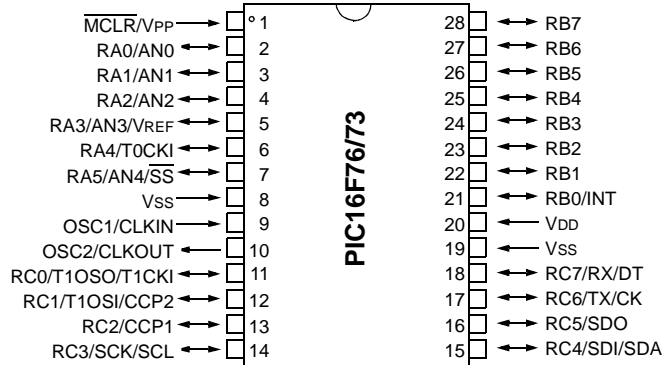 MCLR/VPP °1 28 RB7
RA0/AN0 2 27 RB6
RA1/AN1 3 26 RB5
RA2/AN2 4 25 RB4
RA3/AN3/VREF 5 24 RB3
RA4/T0CKI 6 23 RB2
RA5/AN4/SS 7 22 RB1
VSS 8 21 RB0/INT
OSC1/CLKIN 9 20 VDD
OSC2/CLKOUT 10 19 VSS
RC0/T1OSO/T1CKI 11 18 RC7/RX/DT
RC1/T1OSI/CCP2 12 17 RC6/TX/CK
RC2/CCP1 13 16 RC5/SDO
RC3/SCK/SCL 14 15 RC4/SDI/SDA
PIC16F76/73